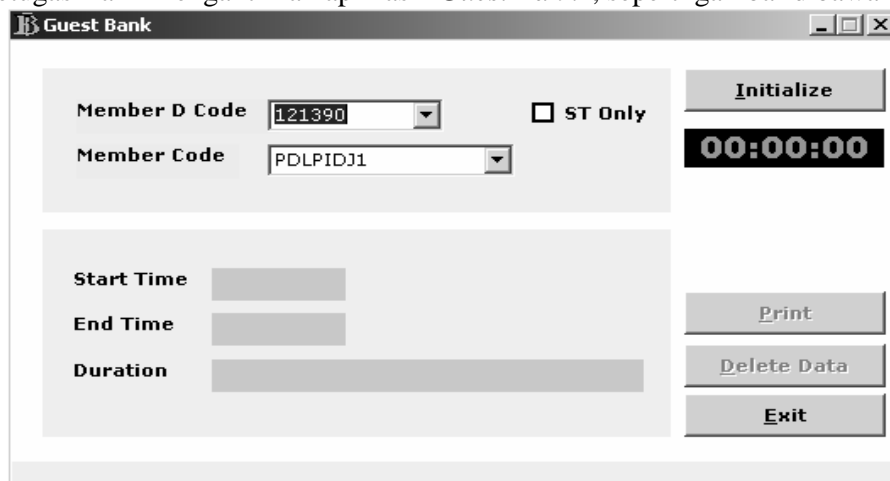 Guest Bank
Member D Code 121390 ST Only
Member Code PDLPIDJ1
Initialize
00:00:00
Start Time
End Time
Duration
Print
Delete Data
Exit